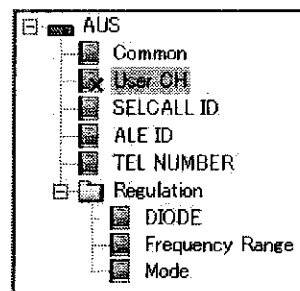 AUS
Common
User CH
SELCALL ID
ALE ID
TEL NUMBER
Regulation
DIODE
Frequency Range
Mode